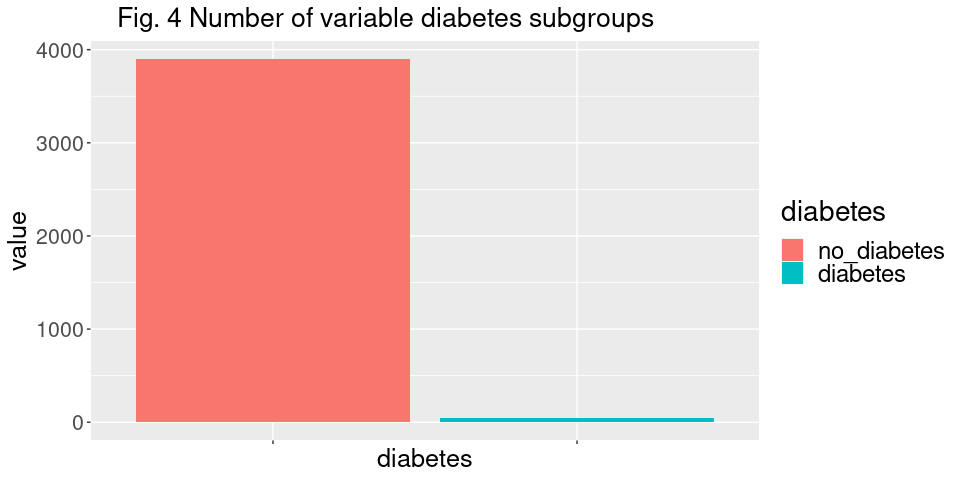 Fig. 4 Number of variable diabetes subgroups
4000
3000
2000
1000
0
value
diabetes
diabetes
no_diabetes
diabetes